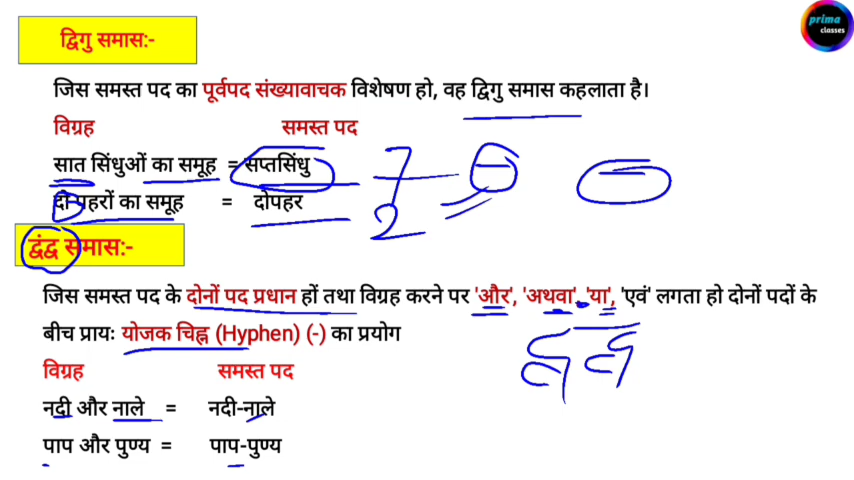 prima
classes
द्विगु समासः-
जिस समस्त पद का पूर्वपद संख्यावाचक विशेषण हो, वह द्विगु समास कहलाता है।
विग्रह समस्त पद
सात सिंधुओं का समूह = सप्तसिंधु
7
दो पहरों का समूह = दोपहर
2
द्वंद्व समासः-
जिस समस्त पद के दोनों पद प्रधान हों तथा विग्रह करने पर 'और', 'अथवा', 'या', 'एवं' लगता हो दोनों पदों के
बीच प्रायः योजक चिह्न (Hyphen) (-) का प्रयोग
विग्रह समस्त पद
नदी और नाले = नदी-नाले
पाप और पुण्य = पाप-पुण्य